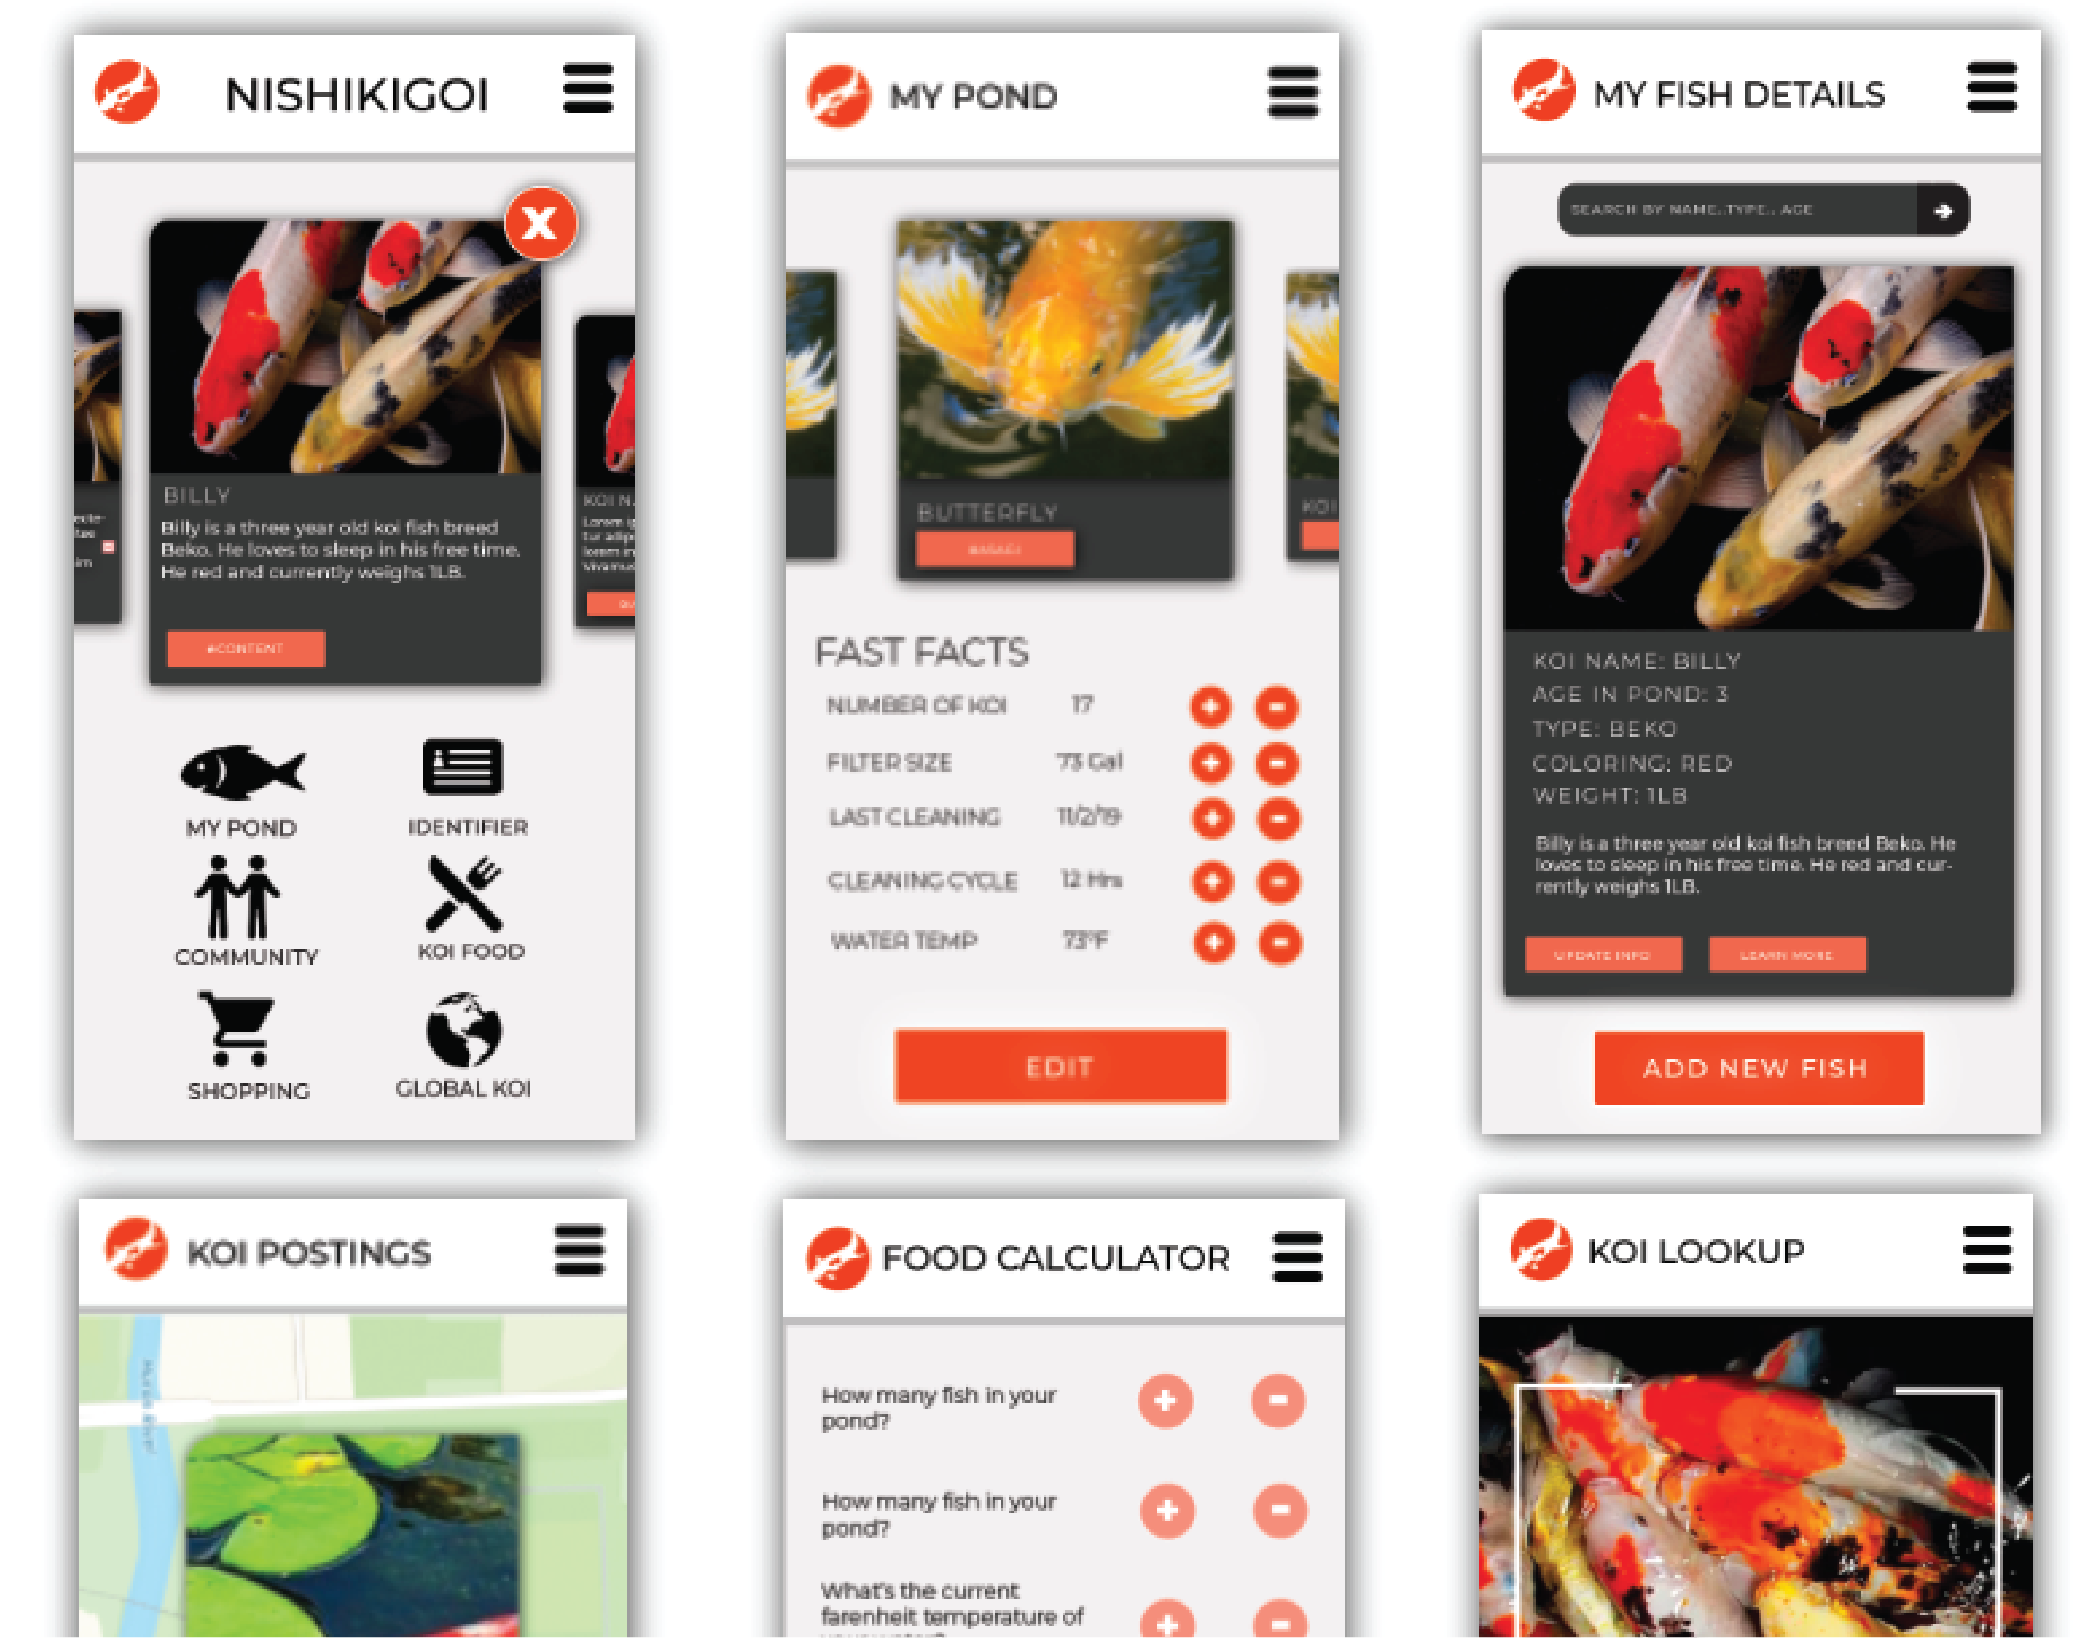 NISHIKIGOI
BILLY
Billy is a three year old koi fish breed
Beko. He loves to sleep in his free time.
He red and currently weighs 1LB.
#CONTENT
KOI N
Lorem
MY POND
IDENTIFIER
COMMUNITY
KOI FOOD
SHOPPING
GLOBAL KOI
MY POND
BUTTERFLY
KOI
FAST FACTS
NUMBER OF KOI 17
FILTER SIZE 73 Gal
LAST CLEANING 11/2/19
CLEANING CYCLE 12 Hrs
WATER TEMP 73°F
EDIT
MY FISH DETAILS
SEARCH BY NAME, TYPE, AGE
KOI NAME: BILLY
AGE IN POND: 3
TYPE: BEKO
COLORING: RED
WEIGHT: 1LB
Billy is a three year old koi fish breed Beko. He
loves to sleep in his free time. He red and cur-
rently weighs 1LB.
UPDATE INFO
LEARN MORE
ADD NEW FISH
KOI POSTINGS
FOOD CALCULATOR
How many fish in your
pond?
How many fish in your
pond?
What's the current
farenheit temperature of
KOI LOOKUP